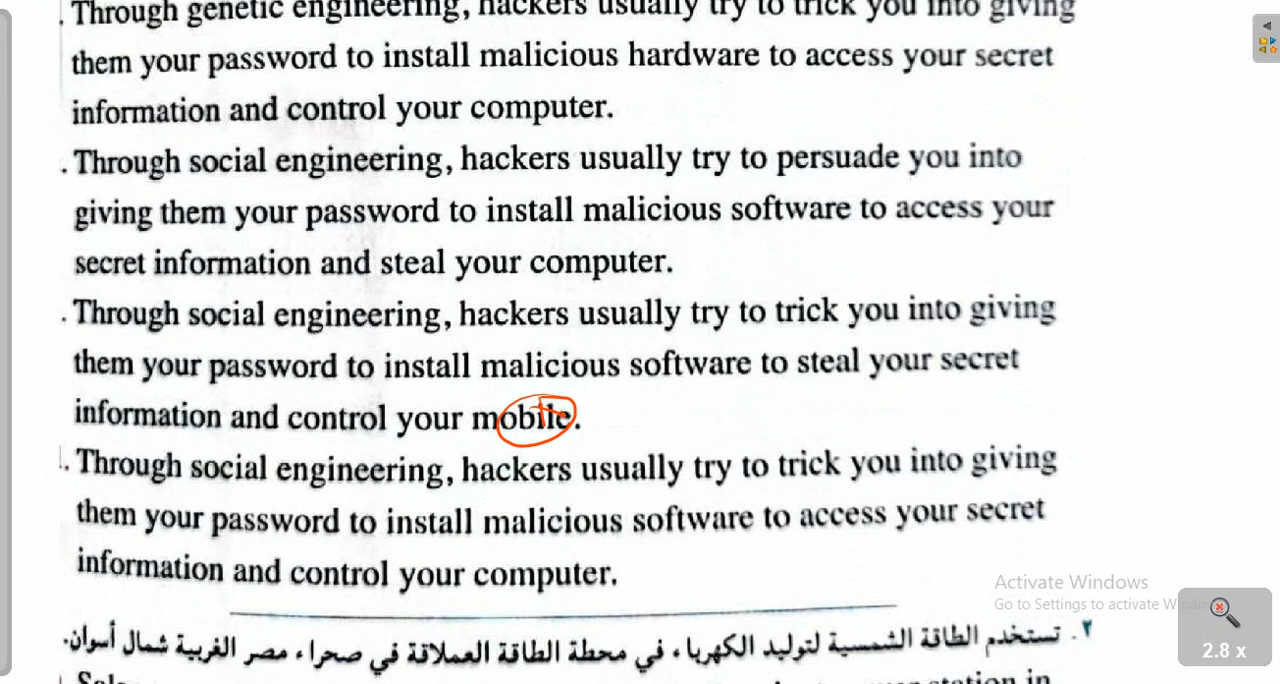 . Through genetic engineering, hackers usually try to trick you into giving
them your password to install malicious hardware to access your secret
information and control your computer.
. Through social engineering, hackers usually try to persuade you into
giving them your password to install malicious software to access your
secret information and steal your computer.
. Through social engineering, hackers usually try to trick you into giving
them your password to install malicious software to steal your secret
information and control your mobile.
. Through social engineering, hackers usually try to trick you into giving
them your password to install malicious software to access your secret
information and control your computer.
Activate Windows
Go to Settings to activate
2.8 x
٢. تستخدم الطاقة الشمسية لتوليد الكهرباء، في محطة الطاقة العملاقة في صحراء، مصر الغربية شمال أسوان.
station in